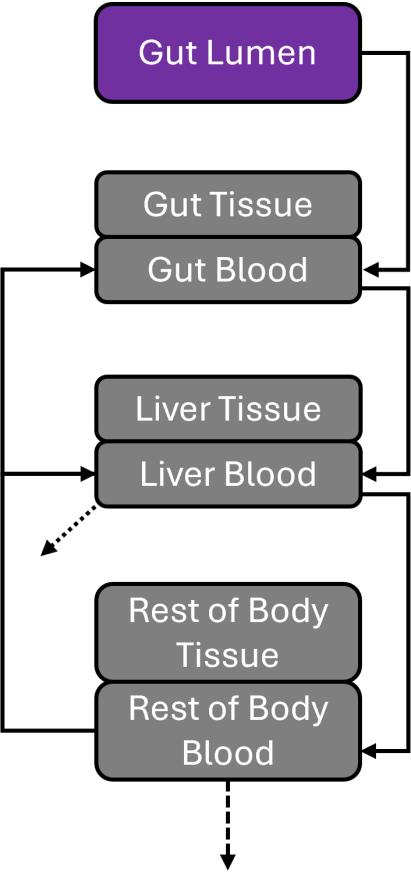 Gut Lumen
Gut Tissue
Gut Blood
Liver Tissue
Liver Blood
Rest of Body
Tissue
Rest of Body
Blood